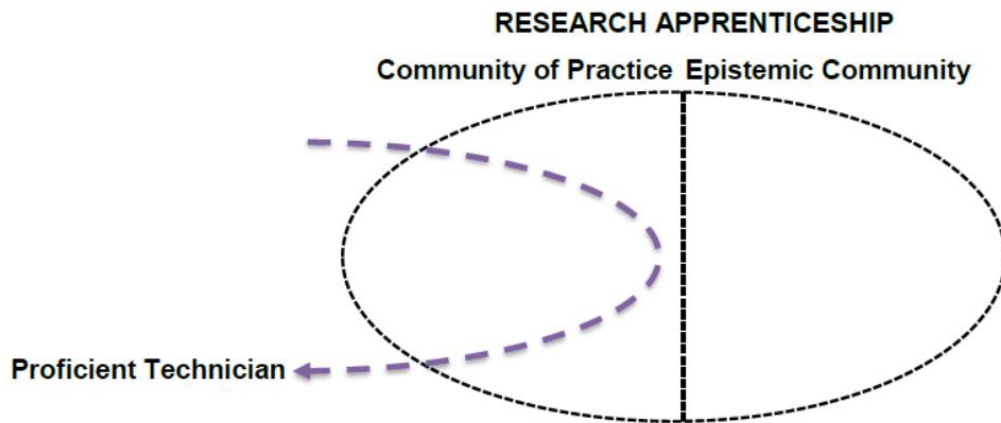 RESEARCH APPRENTICESHIP
Community of Practice Epistemic Community
Proficient Technician